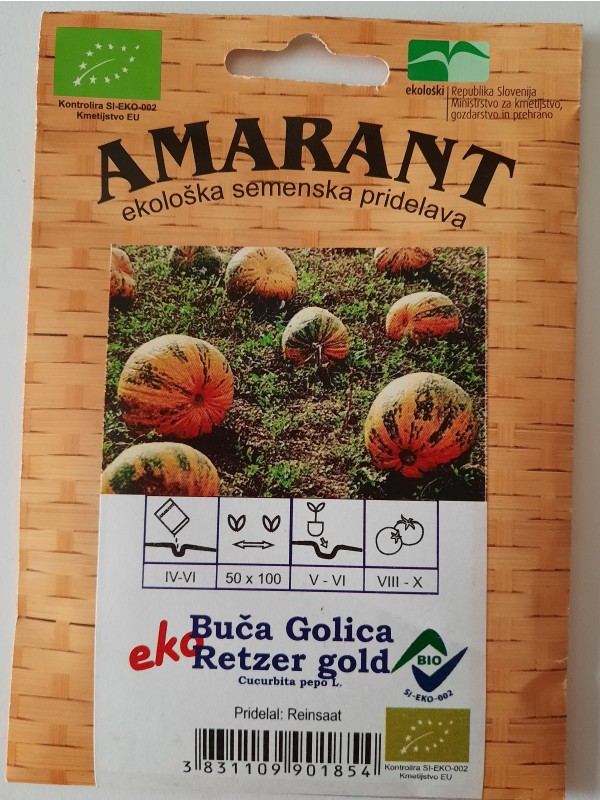 Kontrolira SI-EKO-002
Kmetijstvo EU
ekološki
Republika Slovenija
Ministrstvo za kmetijstvo,
gozdarstvo in prehrano
AMARANT
ekološka semenska pridelava
IV-VI
50 x 100
V - VI
VIII - X
eko
Buča Golica
Retzer gold
Cucurbita pepo L.
BIO
SI-EKO-002
Pridelal: Reinsaat
3 831109 901854
Kontrolira SI-EKO-002
Kmetijstvo EU